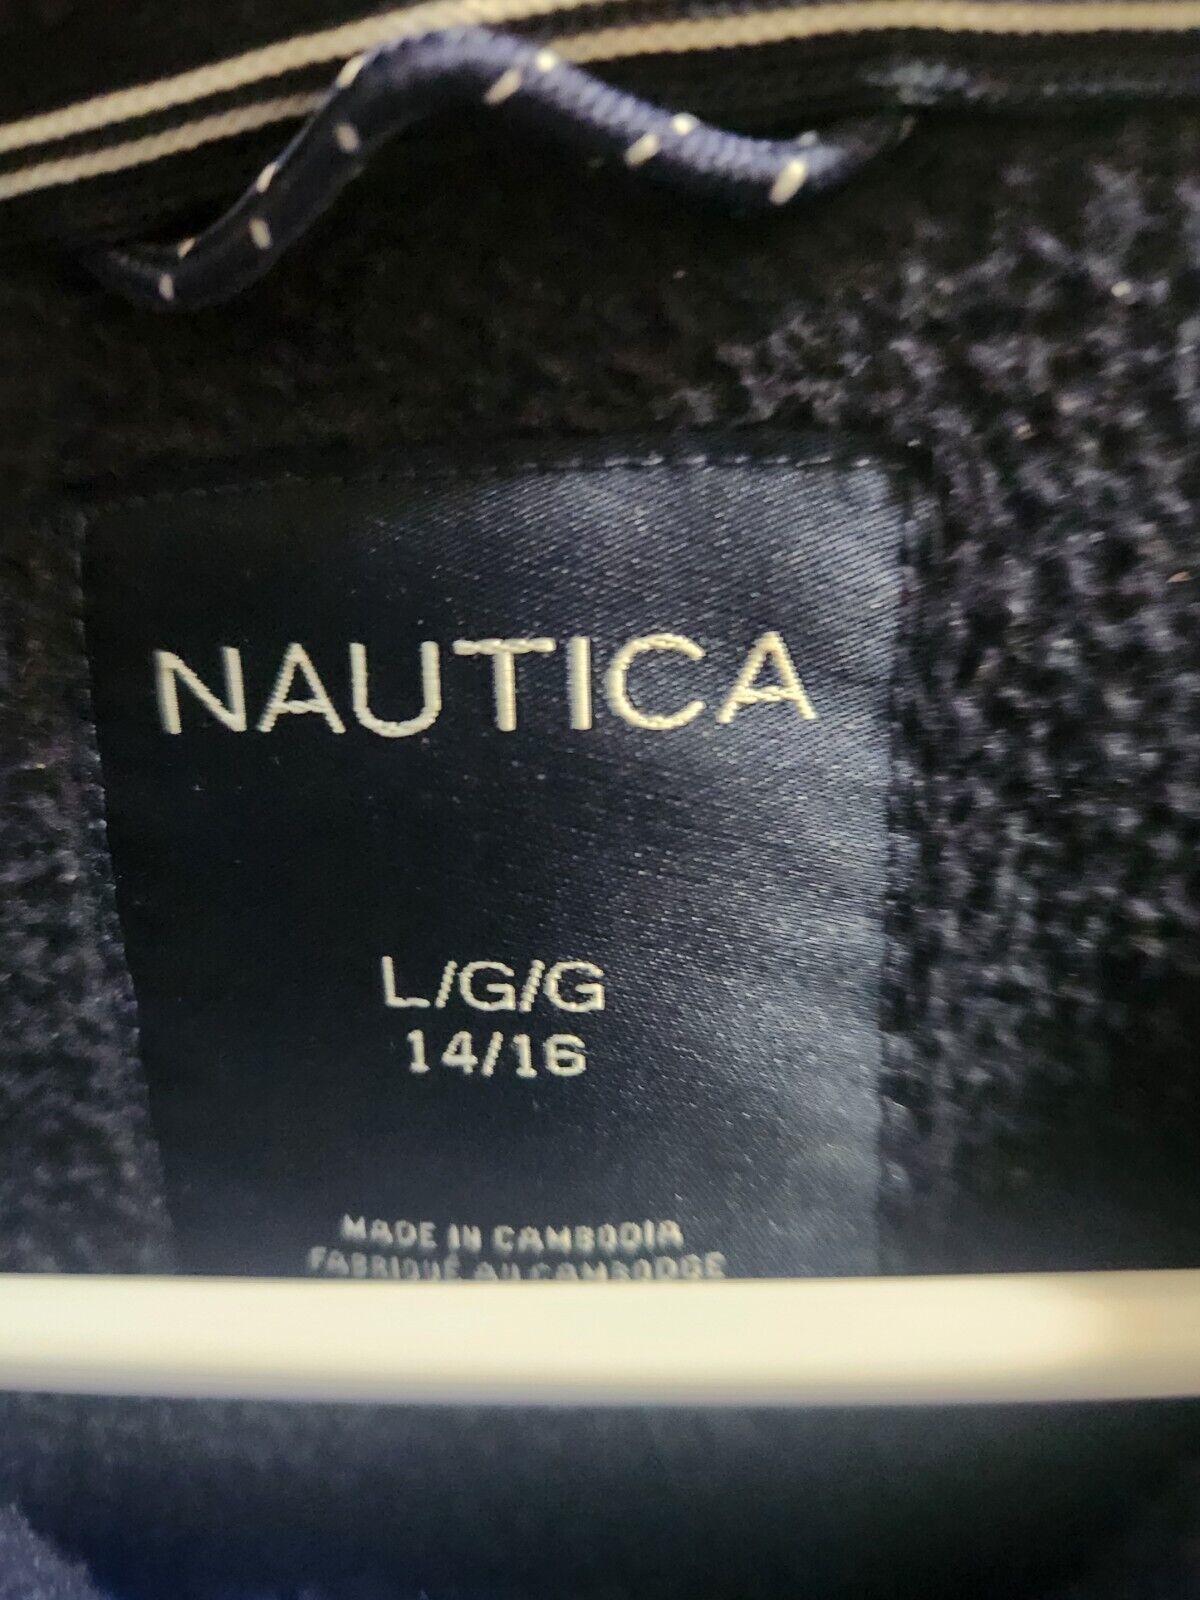 NAUTICA
L/G/G
14/16
MADE IN CAMBODIA
FABRIQUÉ AU CAMBODGE